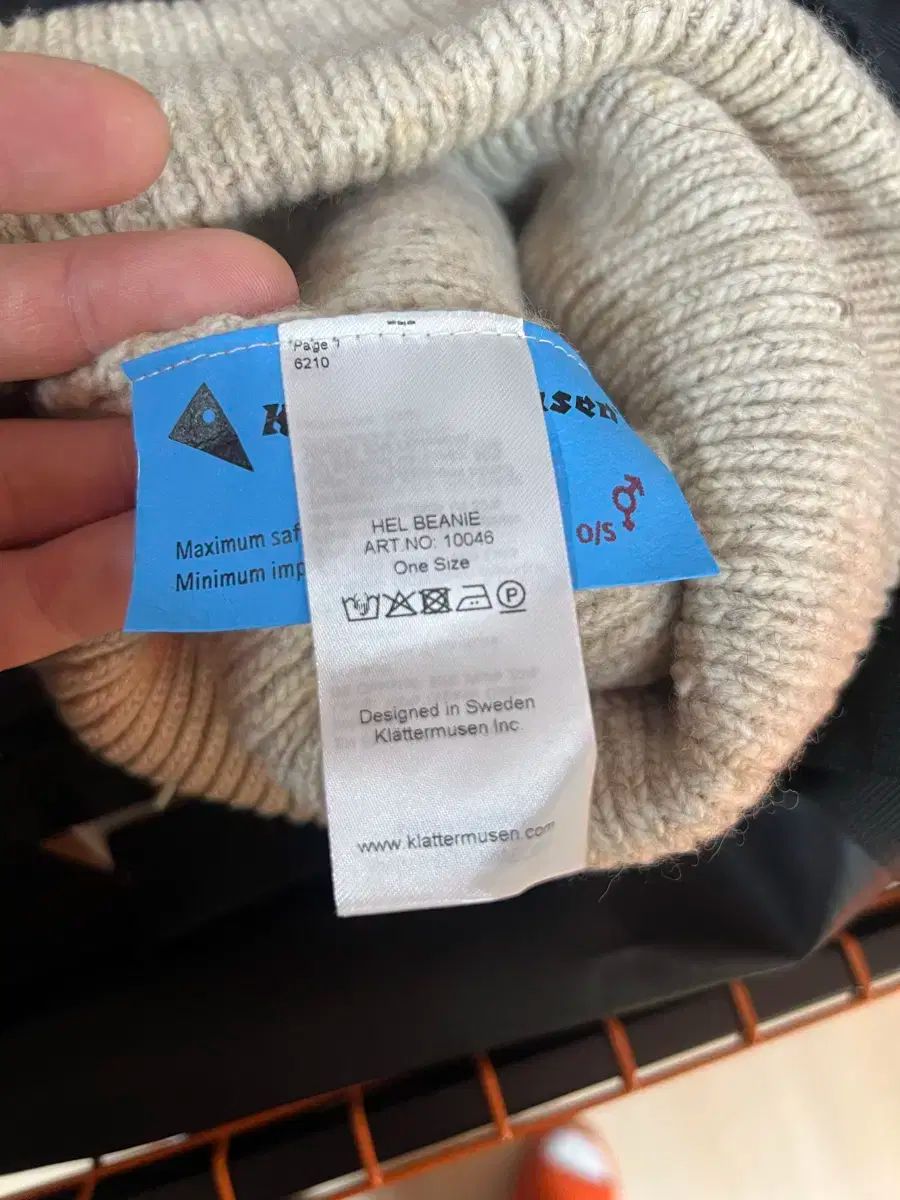 Page 1
6210
Maximum saf
Minimum imp
O/S
HEL BEANIE
ART.NO: 10046
One Size
P
Designed in Sweden
Klättermusen Inc.
www.klattermusen.com